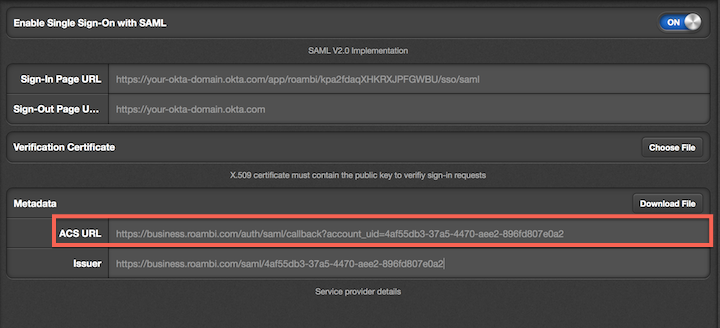 Enable Single Sign-On with SAML ON
SAML V2.0 Implementation
Sign-In Page URL https://your-okta-domain.okta.com/app/roambi/kpa2fdaqXHKRXJPFGWBU/sso/saml
Sign-Out Page U... https://your-okta-domain.okta.com
Verification Certificate Choose File
X.509 certificate must contain the public key to verifiy sign-in requests
Metadata Download File
ACS URL https://business.roambi.com/auth/saml/callback?account_uid=4af55db3-37a5-4470-aee2-896fd807e0a2
Issuer https://business.roambi.com/saml/4af55db3-37a5-4470-aee2-896fd807e0a2
Service provider details